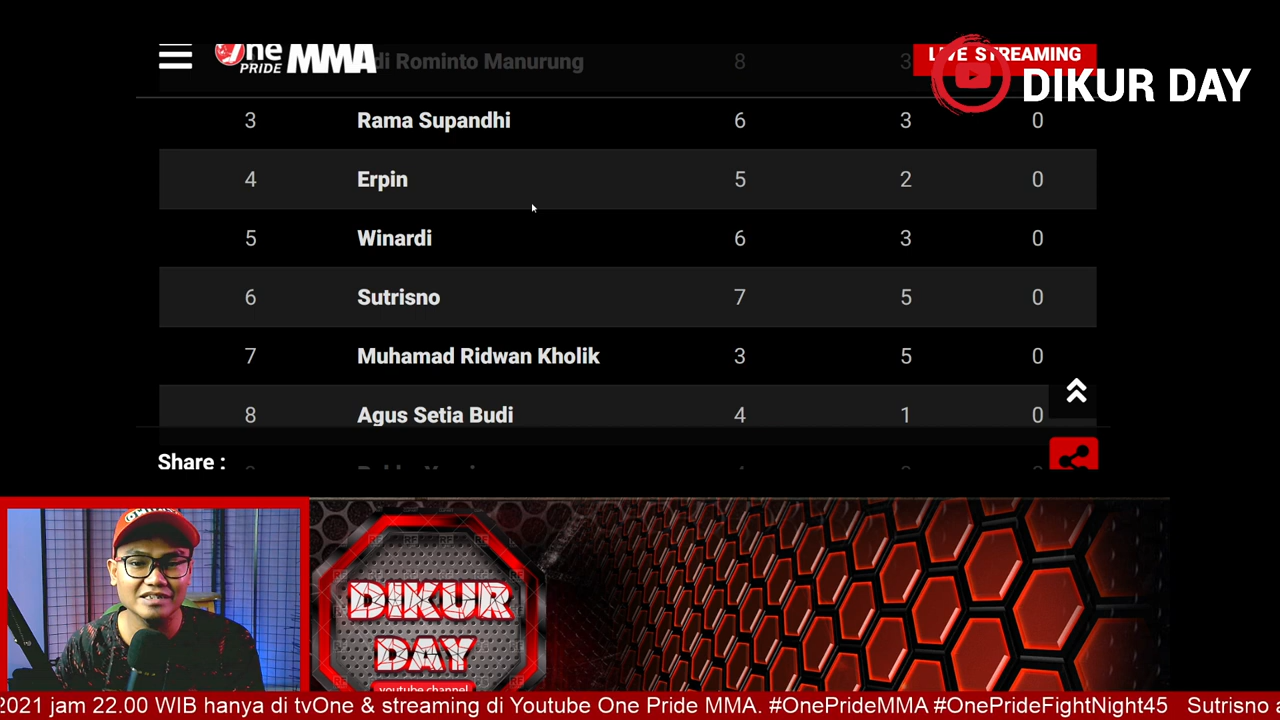 One PRIDE MMA
di Rominto Manurung 8 3
LIVE STREAMING
DIKUR DAY
3 Rama Supandhi 6 3 0
4 Erpin 5 2 0
5 Winardi 6 3 0
6 Sutrisno 7 5 0
7 Muhamad Ridwan Kholik 3 5 0
8 Agus Setia Budi 4 1 0
Share :
DIKUR
DAY
youtube channel
2021 jam 22.00 WIB hanya di tvOne & streaming di Youtube One Pride MMA. #OnePrideMMA #OnePrideFightNight45 Sutrisno a